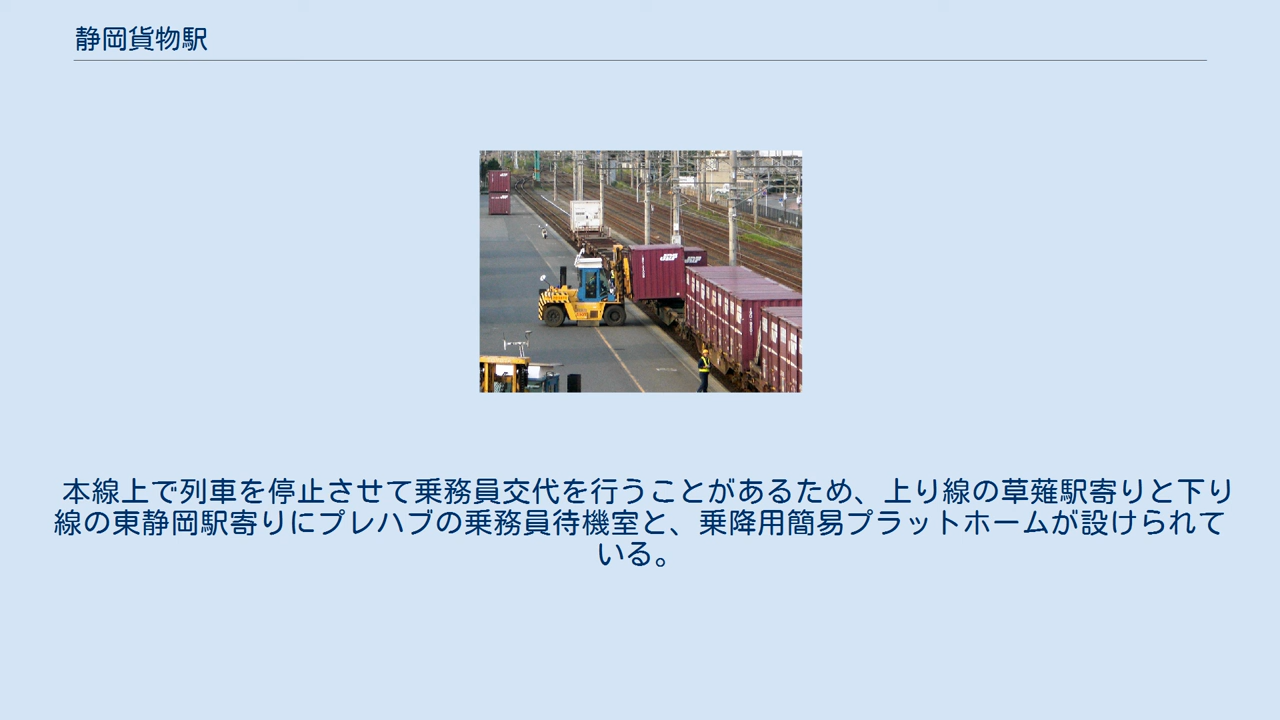 静岡貨物駅
本線上で列車を停止させて乗務員交代を行うことがあるため、上り線の草薙駅寄りと下り
線の東静岡駅寄りにプレハブの乗務員待機室と、乗降用簡易プラットホームが設けられて
いる。